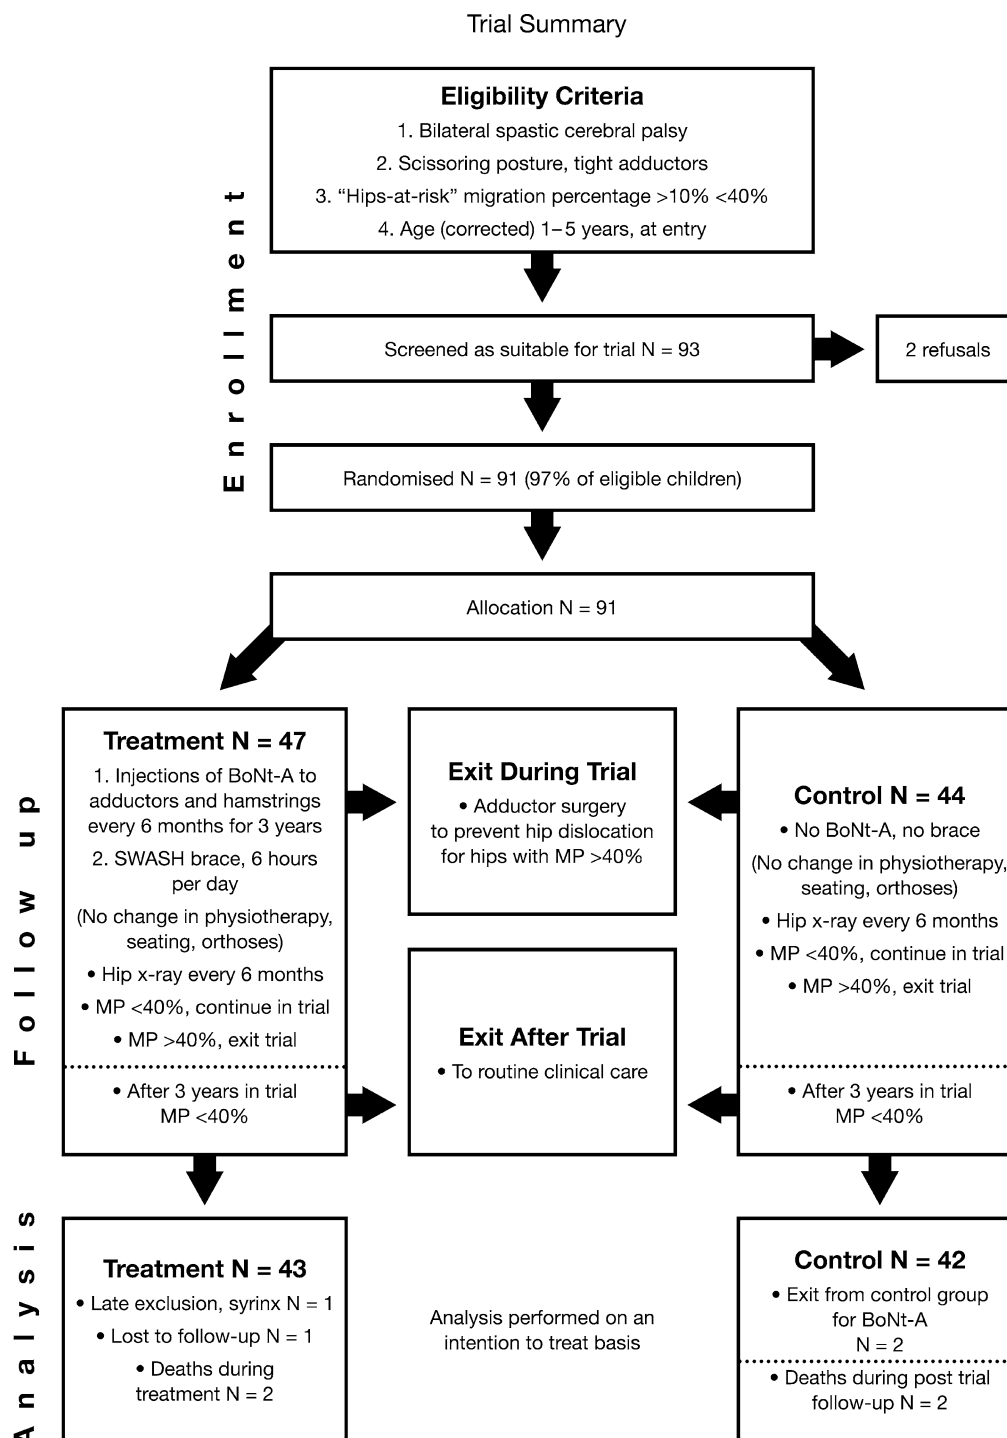 Trial Summary
Enrollment
Eligibility Criteria
1. Bilateral spastic cerebral palsy
2. Scissoring posture, tight adductors
3. “Hips-at-risk” migration percentage >10% <40%
4. Age (corrected) 1–5 years, at entry
Screened as suitable for trial N = 93
2 refusals
Randomised N = 91 (97% of eligible children)
Allocation N = 91
Follow up
Treatment N = 47
1. Injections of BoNt-A to
adductors and hamstrings
every 6 months for 3 years
2. SWASH brace, 6 hours
per day
(No change in physiotherapy,
seating, orthoses)
• Hip x-ray every 6 months
• MP <40%, continue in trial
• MP >40%, exit trial
• After 3 years in trial
MP <40%
Exit During Trial
• Adductor surgery
to prevent hip dislocation
for hips with MP >40%
Exit After Trial
• To routine clinical care
Control N = 44
• No BoNt-A, no brace
(No change in physiotherapy,
seating, orthoses)
• Hip x-ray every 6 months
• MP <40%, continue in trial
• MP >40%, exit trial
• After 3 years in trial
MP <40%
Analysis
Treatment N = 43
• Late exclusion, syrinx N = 1
• Lost to follow-up N = 1
• Deaths during
treatment N = 2
Analysis performed on an
intention to treat basis
Control N = 42
• Exit from control group
for BoNt-A
N = 2
• Deaths during post trial
follow-up N = 2